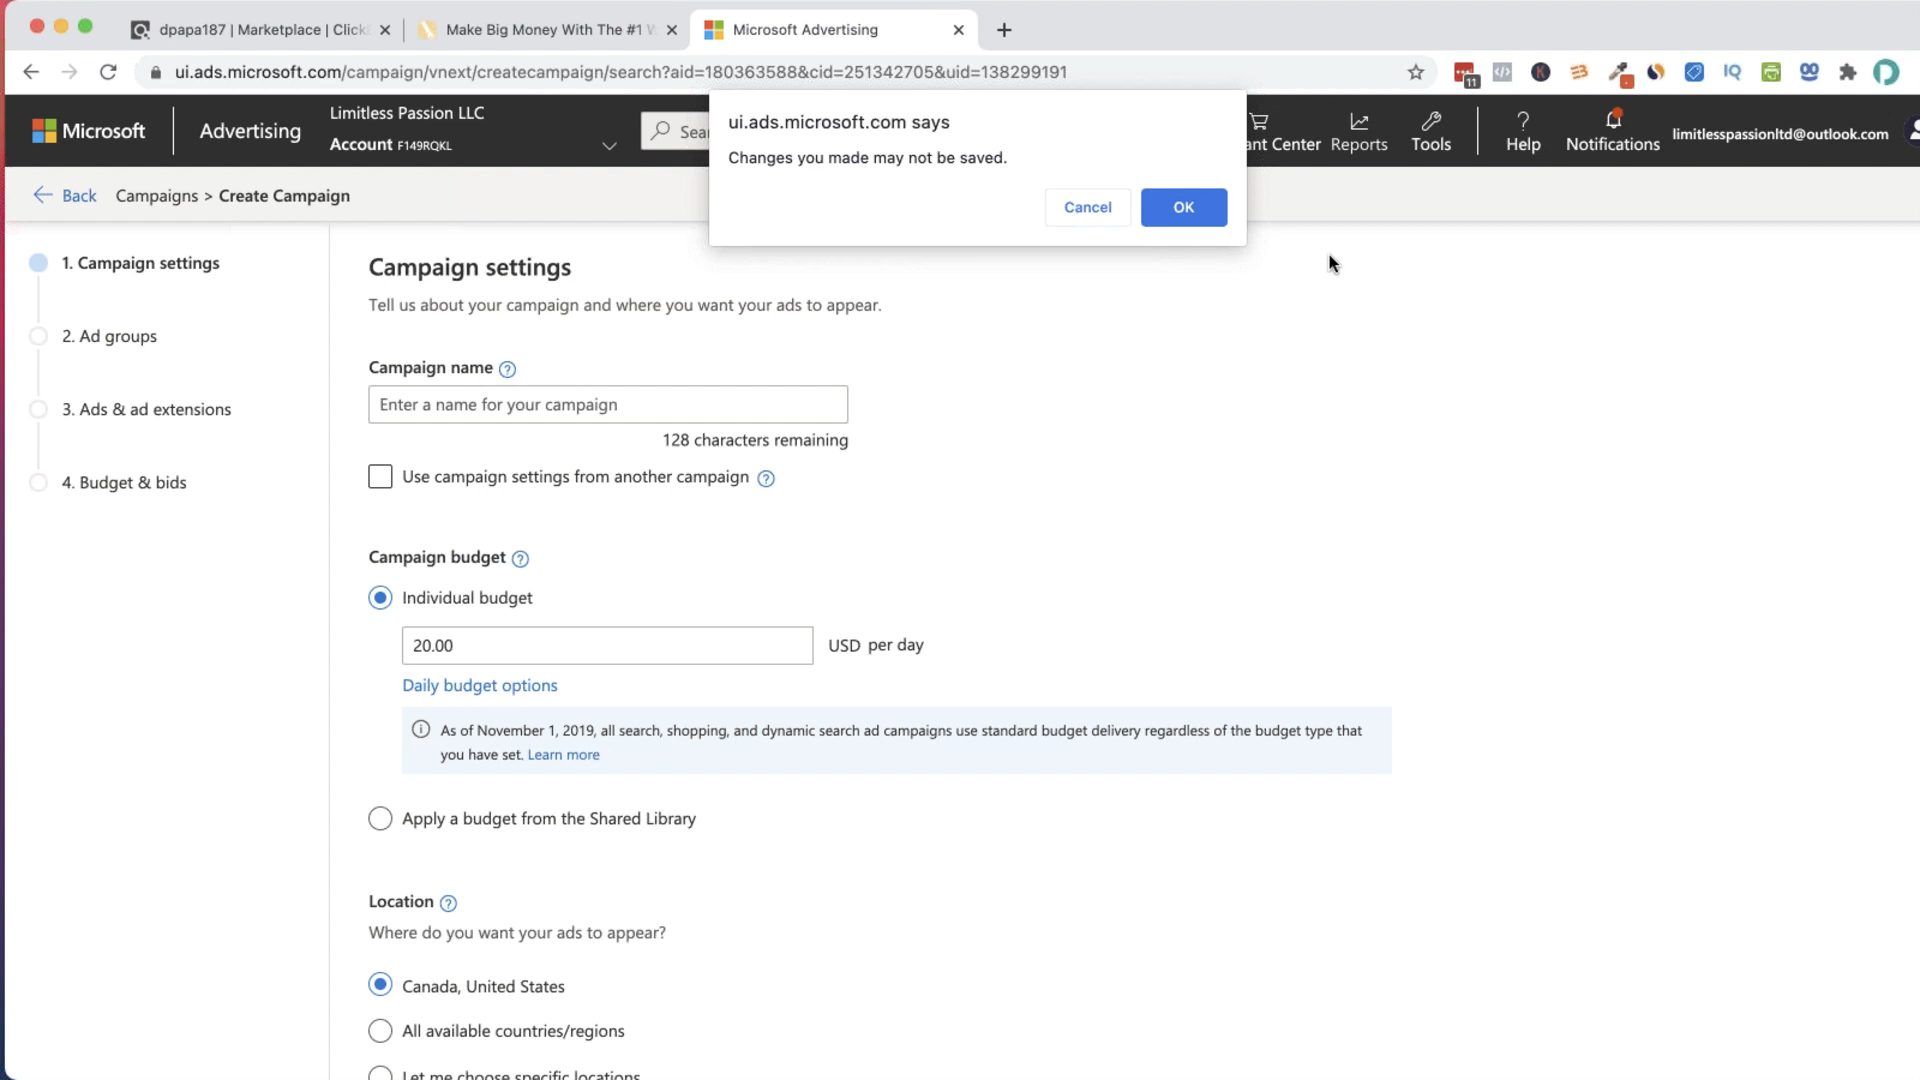 dpapa187 | Marketplace | Click
Make Big Money With The #1 W
Microsoft Advertising
ui.ads.microsoft.com/campaign/vnext/createcampaign/search?aid=180363588&cid=251342705&uid=138299191
11
IQ
Microsoft
Advertising
Limitless Passion LLC
Account F149RQKL
Sea
ant Center
Reports
Tools
Help
Notifications
limitlesspassionltd@outlook.com
ui.ads.microsoft.com says
Changes you made may not be saved.
Cancel
OK
Back
Campaigns > Create Campaign
1. Campaign settings
2. Ad groups
3. Ads & ad extensions
4. Budget & bids
Campaign settings
Tell us about your campaign and where you want your ads to appear.
Campaign name
Enter a name for your campaign
128 characters remaining
Use campaign settings from another campaign
Campaign budget
Individual budget
20.00
USD per day
Daily budget options
As of November 1, 2019, all search, shopping, and dynamic search ad campaigns use standard budget delivery regardless of the budget type that
you have set. Learn more
Apply a budget from the Shared Library
Location
Where do you want your ads to appear?
Canada, United States
All available countries/regions
Let me choose specific locations